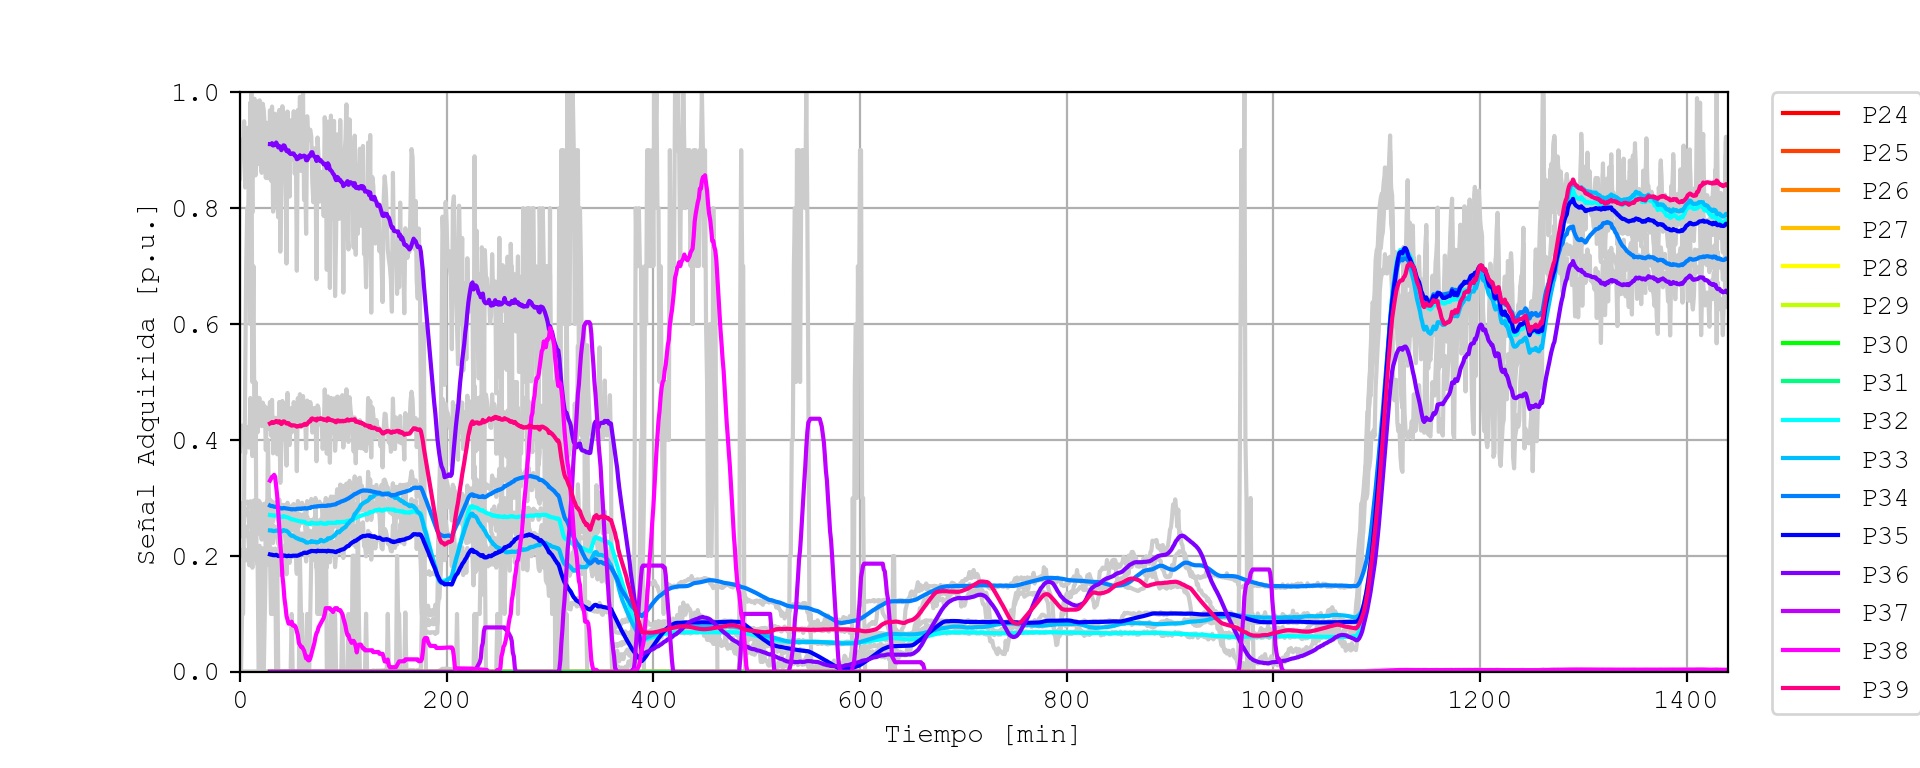 1.0
0.8
0.6
0.4
0.2
0.0
Señal Adquirida [p.u.]
0 200 400 600 800 1000 1200 1400
Tiempo [min]
P24
P25
P26
P27
P28
P29
P30
P31
P32
P33
P34
P35
P36
P37
P38
P39